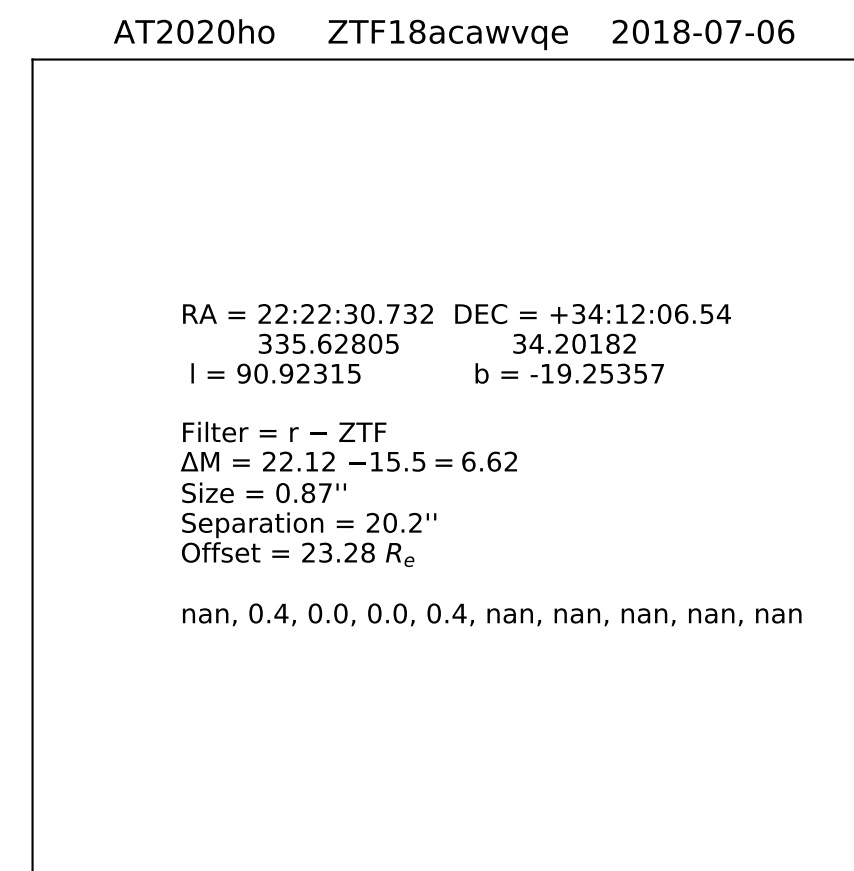 AT2020ho ZTF18acawvqe 2018-07-06
RA = 22:22:30.732 DEC = +34:12:06.54
335.62805 34.20182
l = 90.92315 b = -19.25357
Filter = r − ZTF
ΔM = 22.12 −15.5 = 6.62
Size = 0.87''
Separation = 20.2''
Offset = 23.28 Rₑ
nan, 0.4, 0.0, 0.0, 0.4, nan, nan, nan, nan, nan